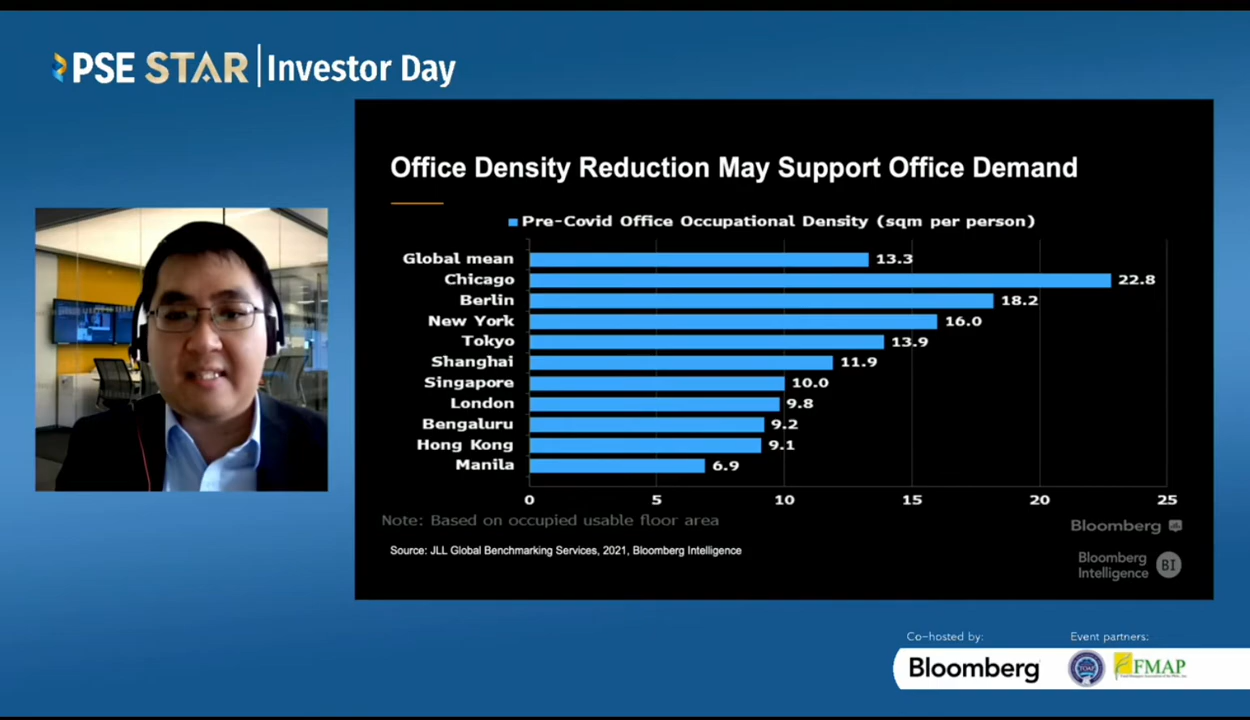 PSE STAR Investor Day
Office Density Reduction May Support Office Demand
Pre-Covid Office Occupational Density (sqm per person)
Global mean 13.3
Chicago 22.8
Berlin 18.2
New York 16.0
Tokyo 13.9
Shanghai 11.9
Singapore 10.0
London 9.8
Bengaluru 9.2
Hong Kong 9.1
Manila 6.9
0 5 10 15 20 25
Note: Based on occupied usable floor area
Bloomberg
Source: JLL Global Benchmarking Services, 2021, Bloomberg Intelligence
Bloomberg
Intelligence BI
Co-hosted by:
Event partners:
Bloomberg
FMAP